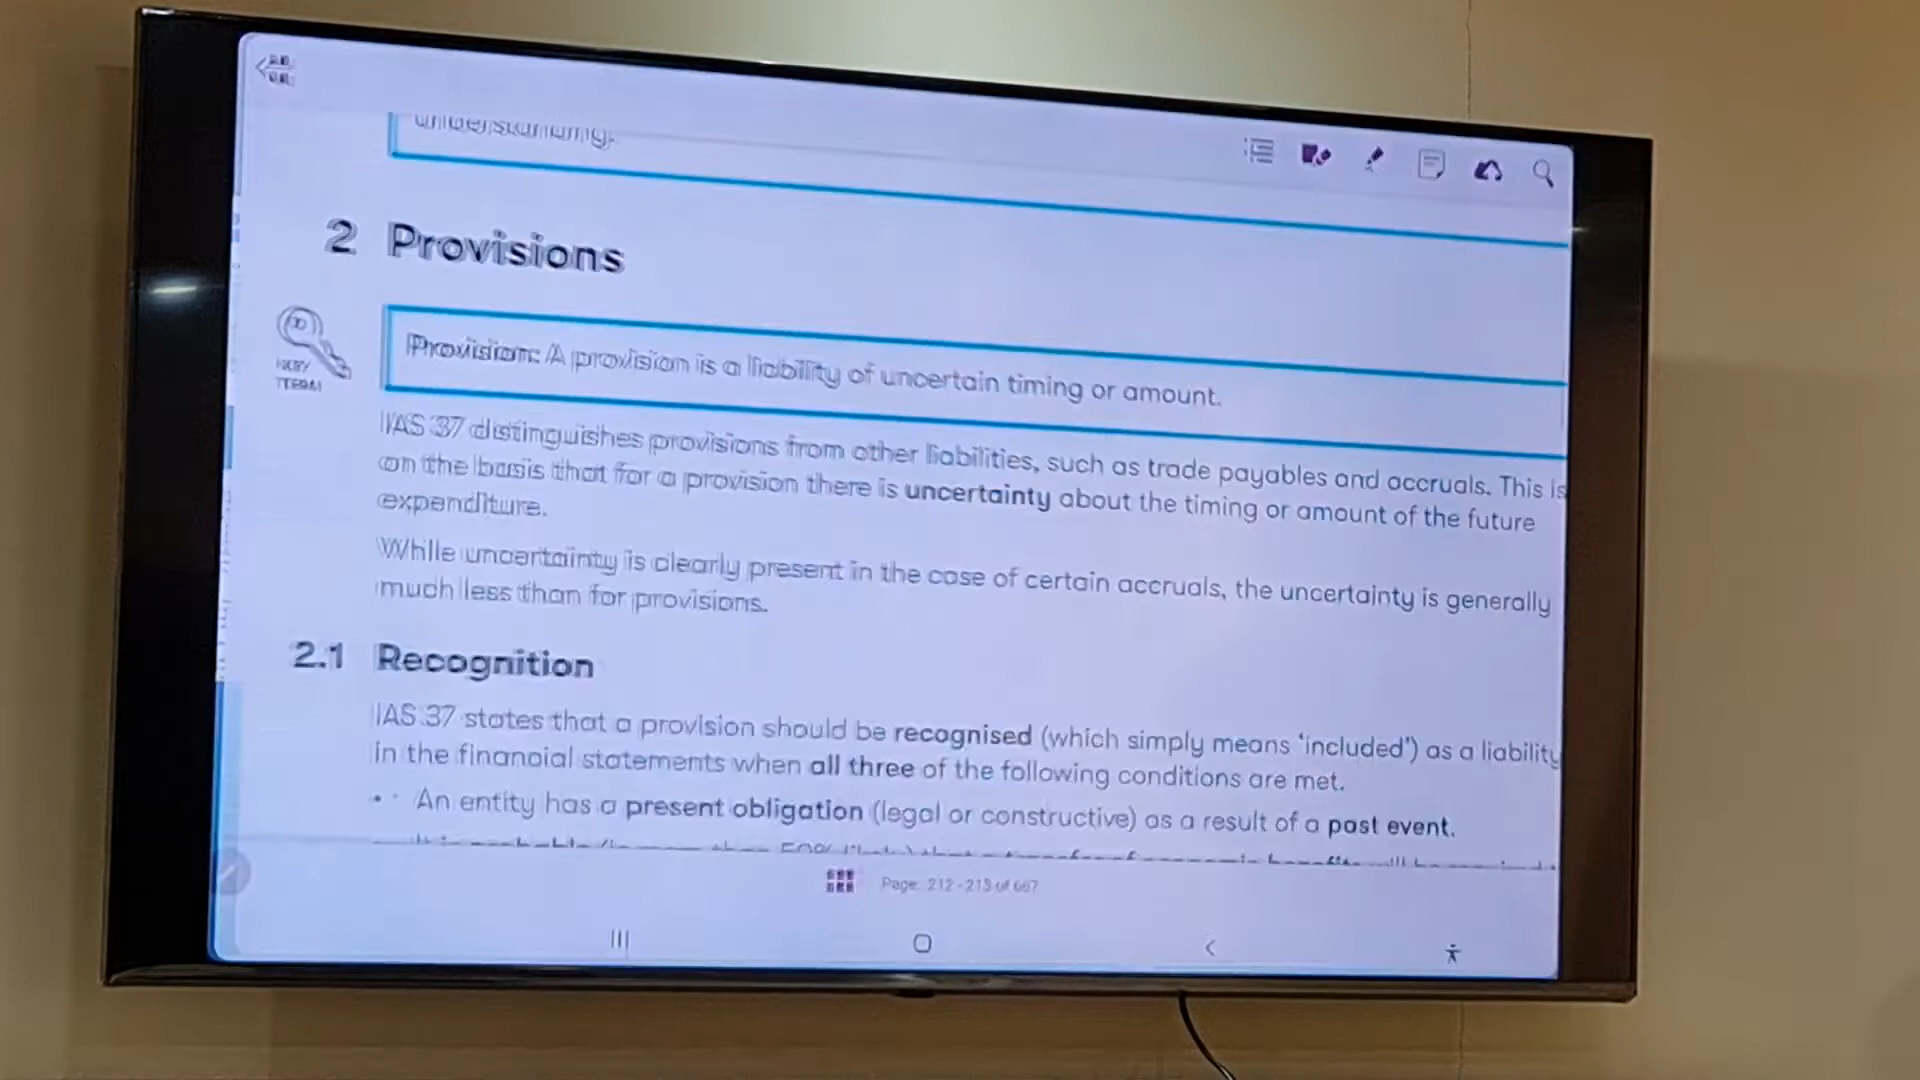 understanding.
2 Provisions
KEY
TERM
Provision: A provision is a liability of uncertain timing or amount.
IAS 37 distinguishes provisions from other liabilities, such as trade payables and accruals. This is
on the basis that for a provision there is uncertainty about the timing or amount of the future
expenditure.
While uncertainty is clearly present in the case of certain accruals, the uncertainty is generally
much less than for provisions.
2.1 Recognition
IAS 37 states that a provision should be recognised (which simply means 'included') as a liability
in the financial statements when all three of the following conditions are met.
• An entity has a present obligation (legal or constructive) as a result of a past event.
Page: 212 - 213 of 667